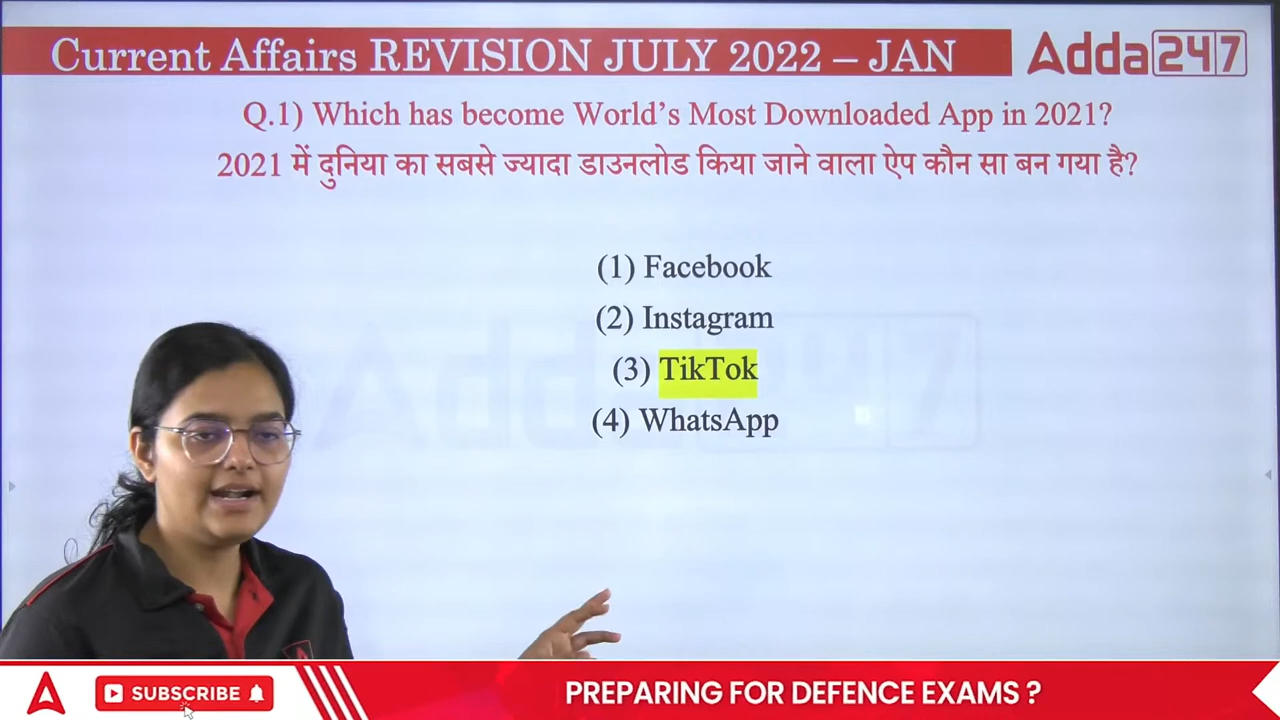 Current Affairs REVISION JULY 2022 – JAN
Adda247
Q.1) Which has become World's Most Downloaded App in 2021?
2021 में दुनिया का सबसे ज्यादा डाउनलोड किया जाने वाला ऐप कौन सा बन गया है?
(1) Facebook
(2) Instagram
(3) TikTok
(4) WhatsApp
Adda247
SUBSCRIBE
PREPARING FOR DEFENCE EXAMS ?